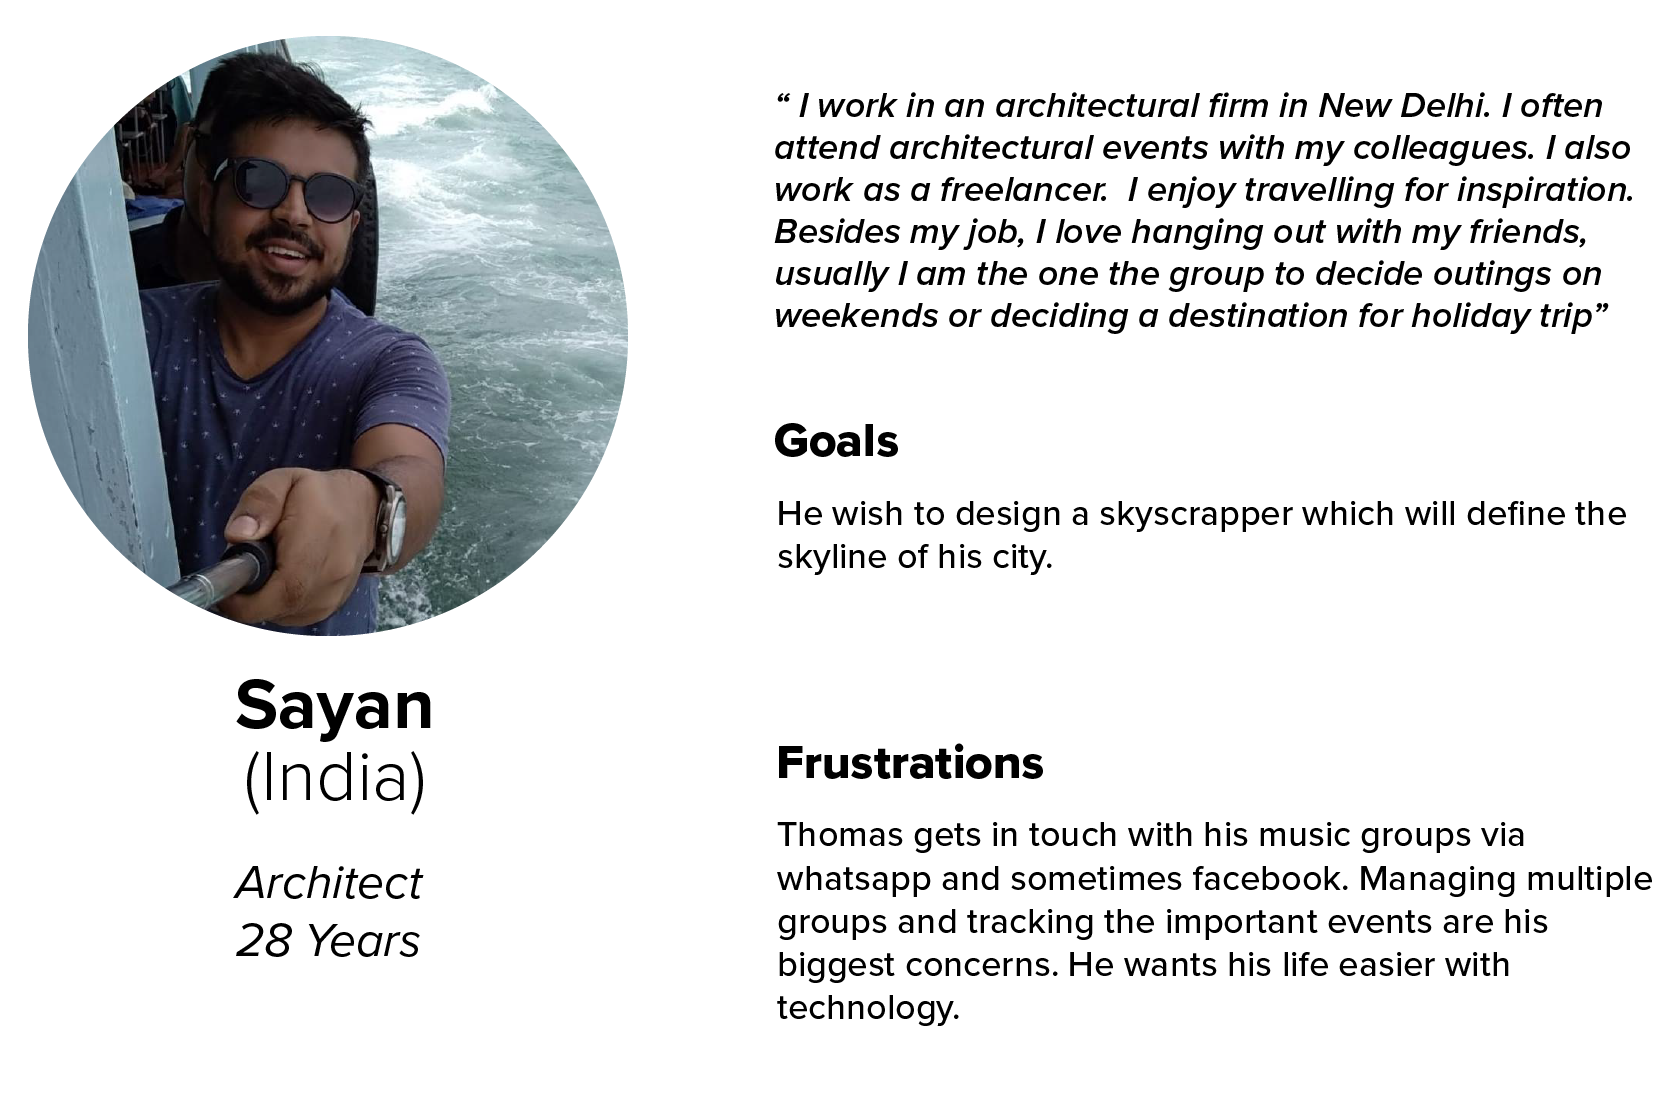 “ I work in an architectural firm in New Delhi. I often
attend architectural events with my colleagues. I also
work as a freelancer.  I enjoy travelling for inspiration.
Besides my job, I love hanging out with my friends,
usually I am the one the group to decide outings on
weekends or deciding a destination for holiday trip”
Goals
He wish to design a skyscrapper which will define the
skyline of his city.
Sayan
(India)
Architect
28 Years
Frustrations
Thomas gets in touch with his music groups via
whatsapp and sometimes facebook. Managing multiple
groups and tracking the important events are his
biggest concerns. He wants his life easier with
technology.